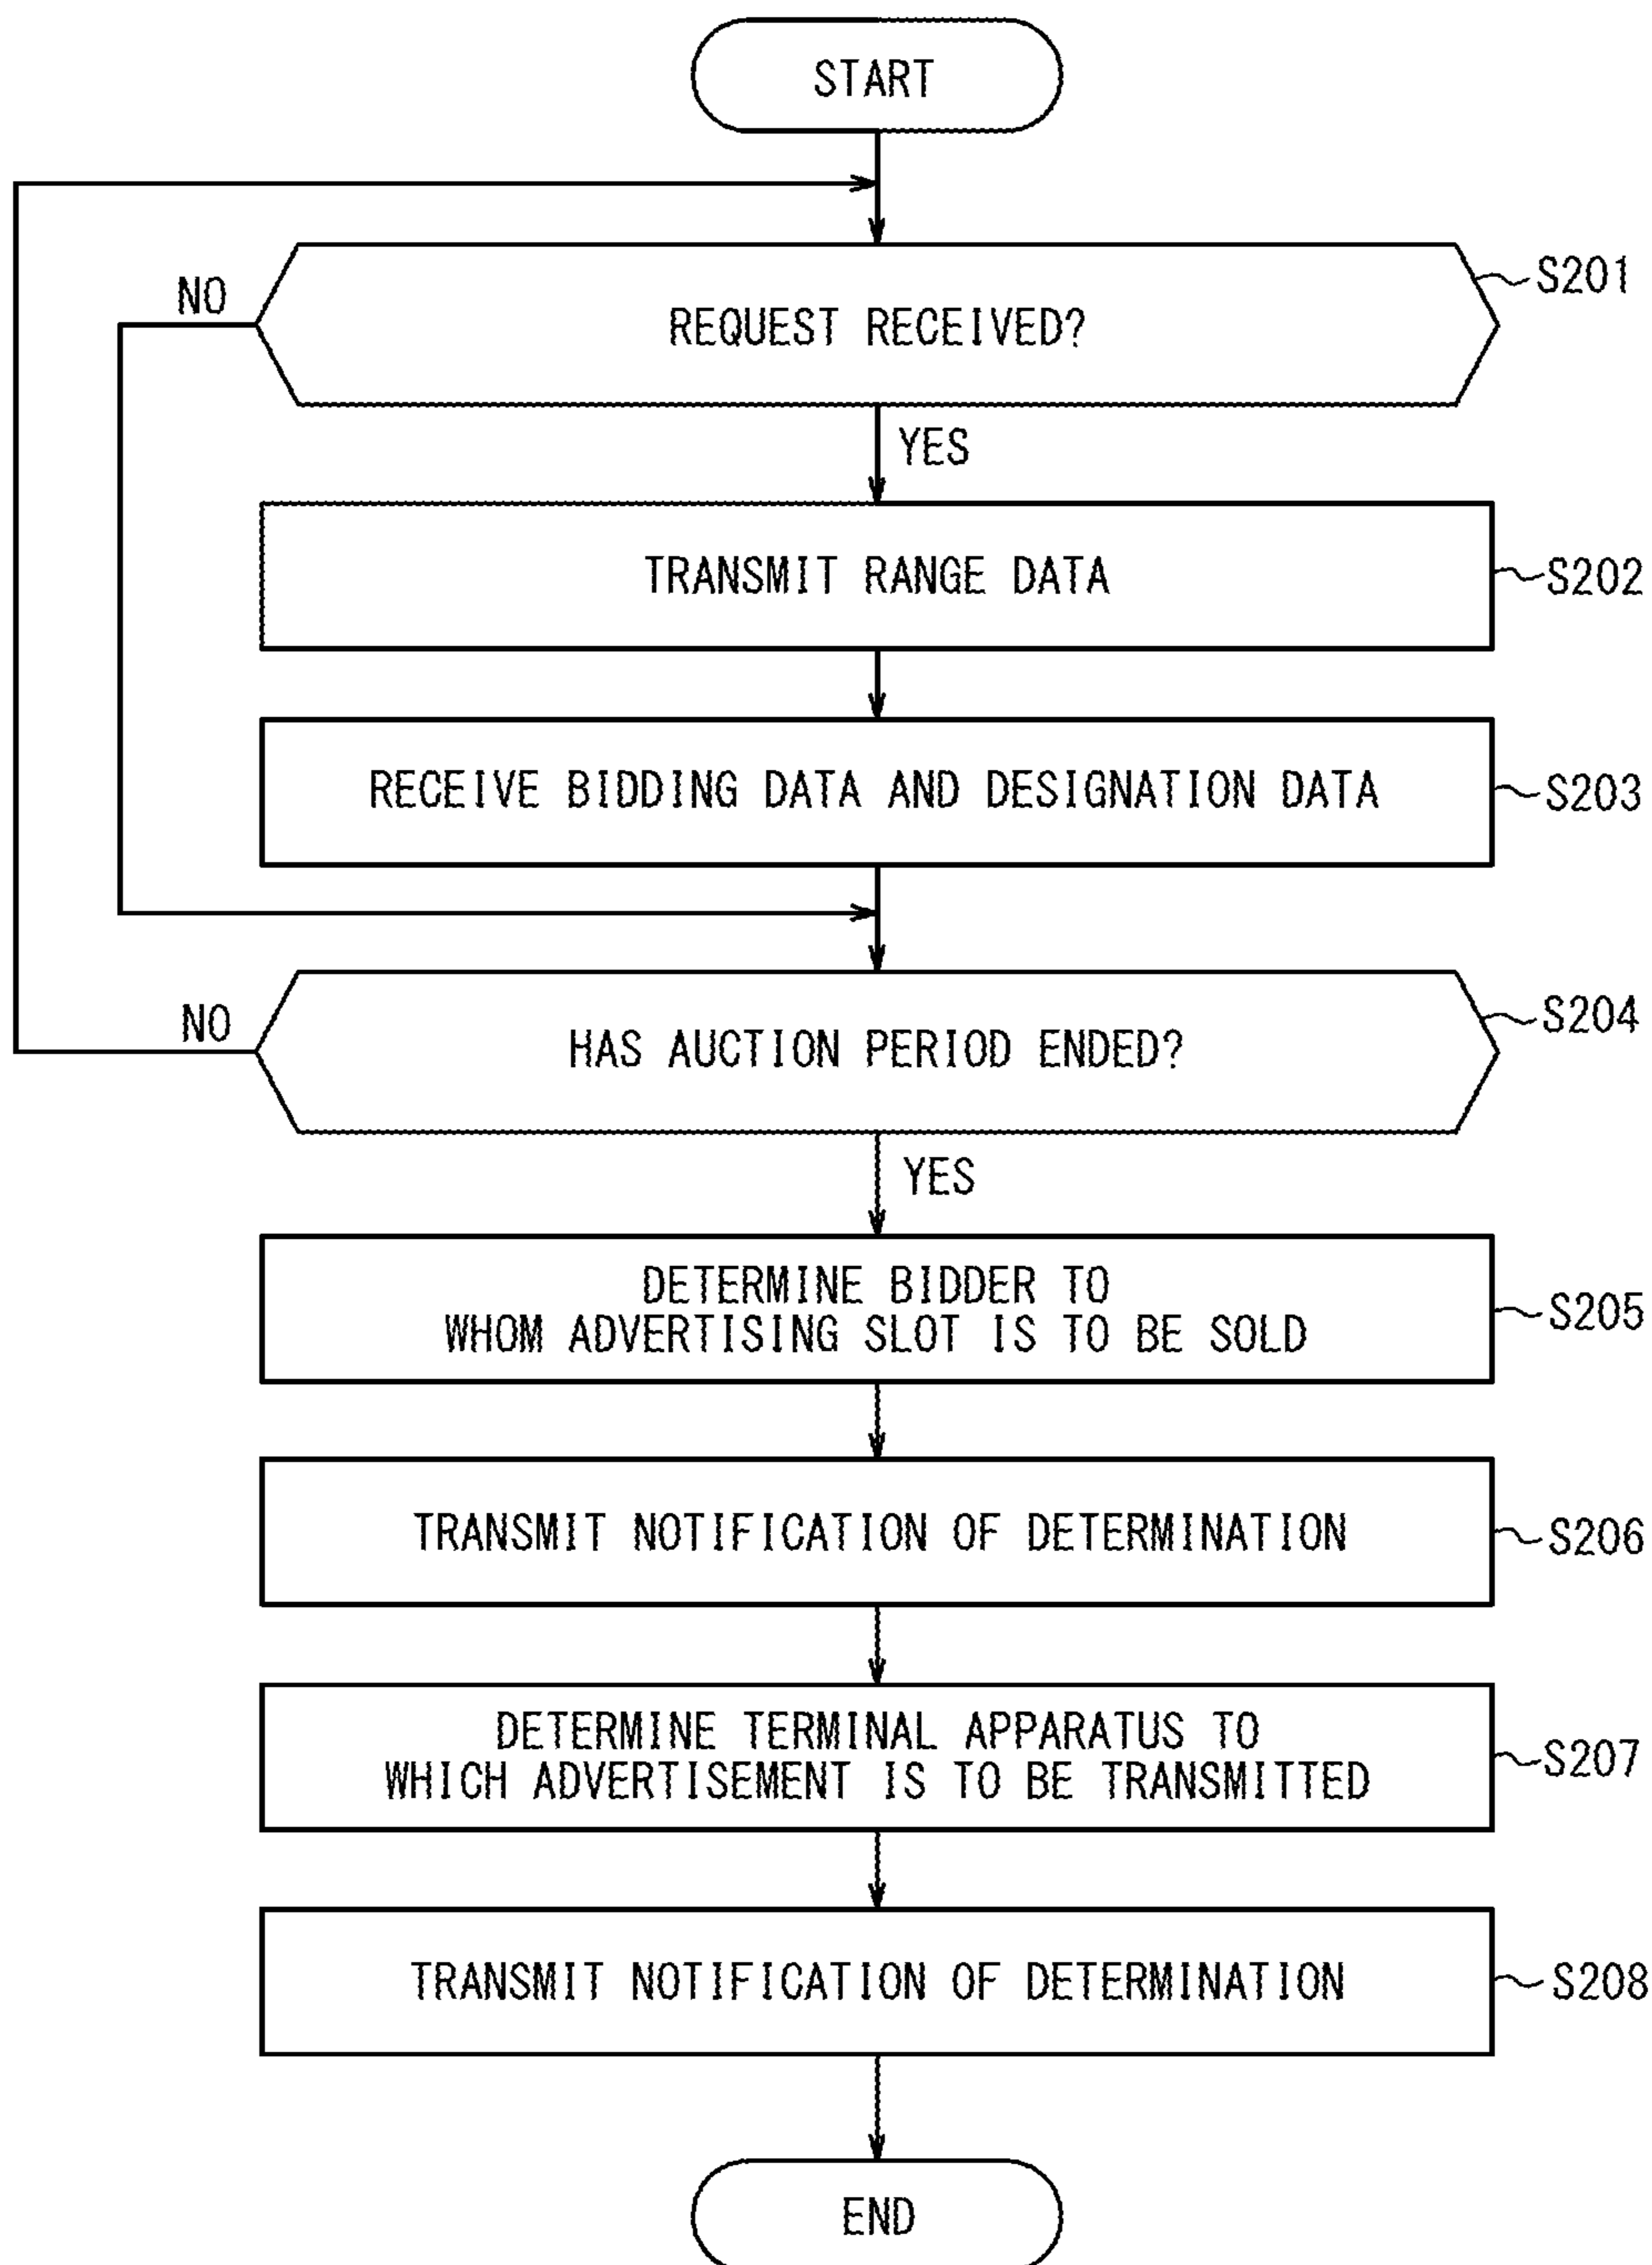 START
NO
REQUEST RECEIVED?
S201
YES
TRANSMIT RANGE DATA
S202
RECEIVE BIDDING DATA AND DESIGNATION DATA
S203
NO
HAS AUCTION PERIOD ENDED?
S204
YES
DETERMINE BIDDER TO
WHOM ADVERTISING SLOT IS TO BE SOLD
S205
TRANSMIT NOTIFICATION OF DETERMINATION
S206
DETERMINE TERMINAL APPARATUS TO
WHICH ADVERTISEMENT IS TO BE TRANSMITTED
S207
TRANSMIT NOTIFICATION OF DETERMINATION
S208
END